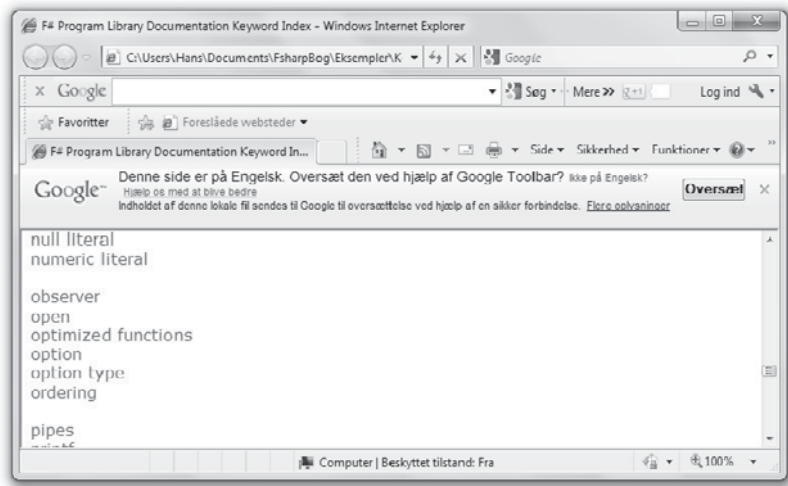 F# Program Library Documentation Keyword Index - Windows Internet Explorer
C:\Users\Hans\Documents\FsharpBog\Eksempler\K Google
Google Søg Mere >> Log ind
Favoritter Foreslåede websteder
F# Program Library Documentation Keyword In... Side Sikkerhed Funktioner
Denne side er på Engelsk. Oversæt den ved hjælp af Google Toolbar? Ikke på Engelsk?
Google™ Hjælp os med at blive bedre Oversæt
Indholdet af denne lokale fil sendes til Google til oversættelse ved hjælp af en sikker forbindelse.
null literal
numeric literal
observer
open
optimized functions
option
option type
ordering
pipes
printf
Computer | Beskyttet tilstand: Fra 100%